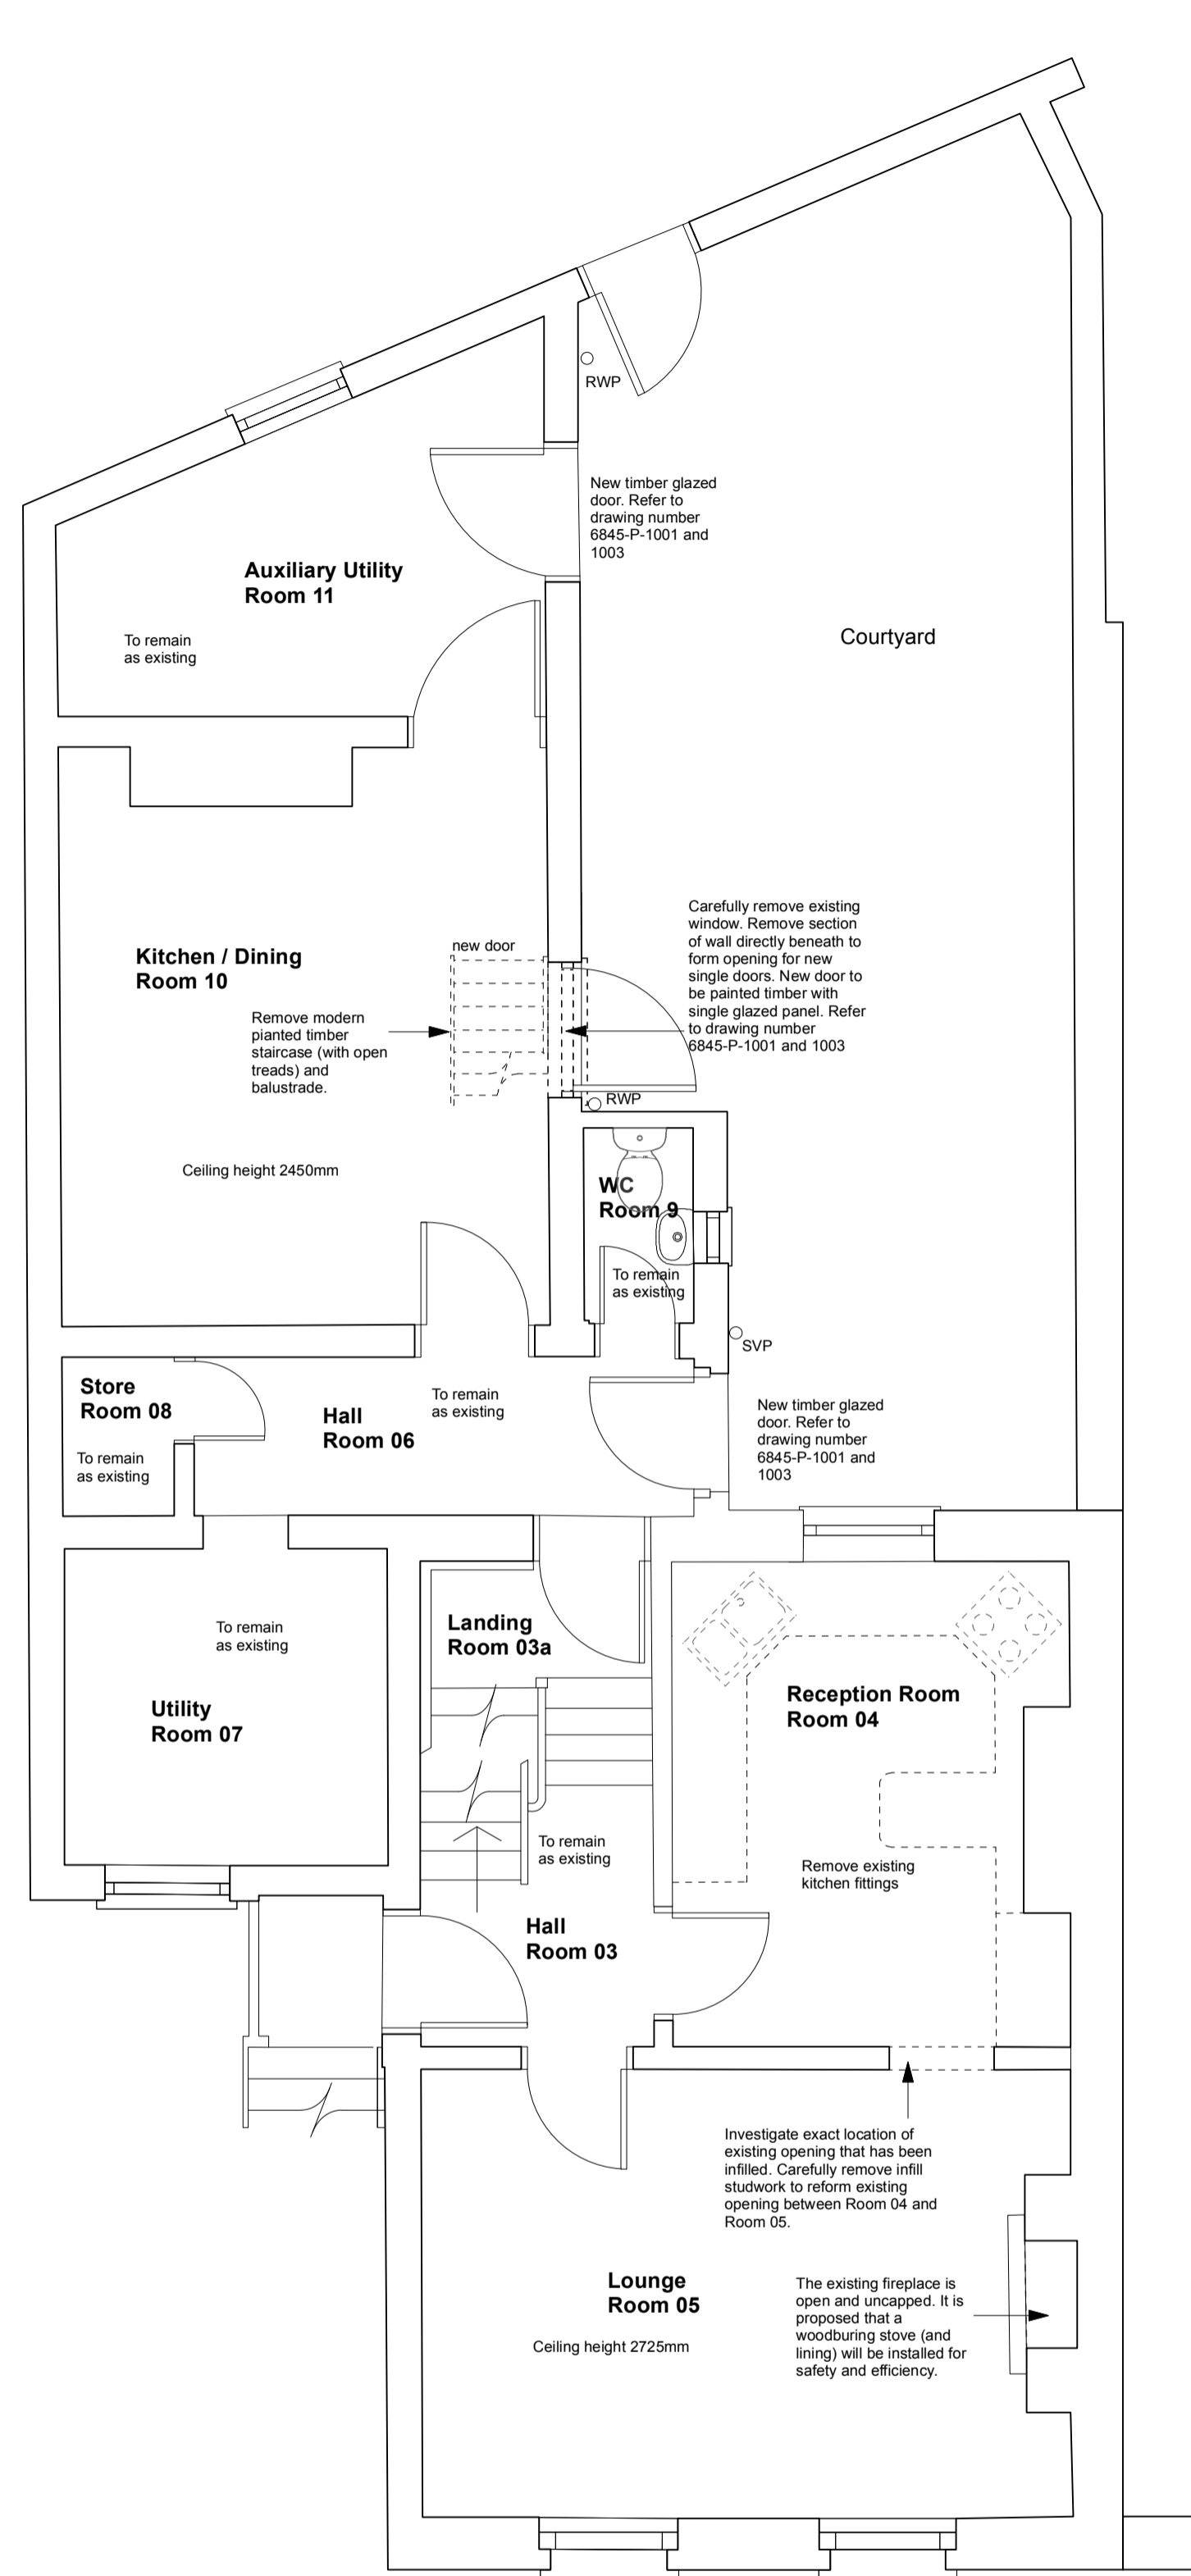 RWP
New timber glazed
door. Refer to
drawing number
6845-P-1001 and
1003
Auxiliary Utility
Room 11
To remain
as existing
Courtyard
Carefully remove existing
window. Remove section
of wall directly beneath to
form opening for new
single doors. New door to
be painted timber with
single glazed panel. Refer
to drawing number
6845-P-1001 and 1003
new door
Kitchen / Dining
Room 10
Remove modern
pianted timber
staircase (with open
treads) and
balustrade.
RWP
Ceiling height 2450mm
WC
Room 9
To remain
as existing
SVP
Store
Room 08
To remain
as existing
Hall
Room 06
To remain
as existing
New timber glazed
door. Refer to
drawing number
6845-P-1001 and
1003
To remain
as existing
Utility
Room 07
Landing
Room 03a
Reception Room
Room 04
To remain
as existing
Remove existing
kitchen fittings
Hall
Room 03
Investigate exact location of
existing opening that has been
infilled. Carefully remove infill
studwork to reform existing
opening between Room 04 and
Room 05.
Lounge
Room 05
Ceiling height 2725mm
The existing fireplace is
open and uncapped. It is
proposed that a
woodburing stove (and
lining) will be installed for
safety and efficiency.